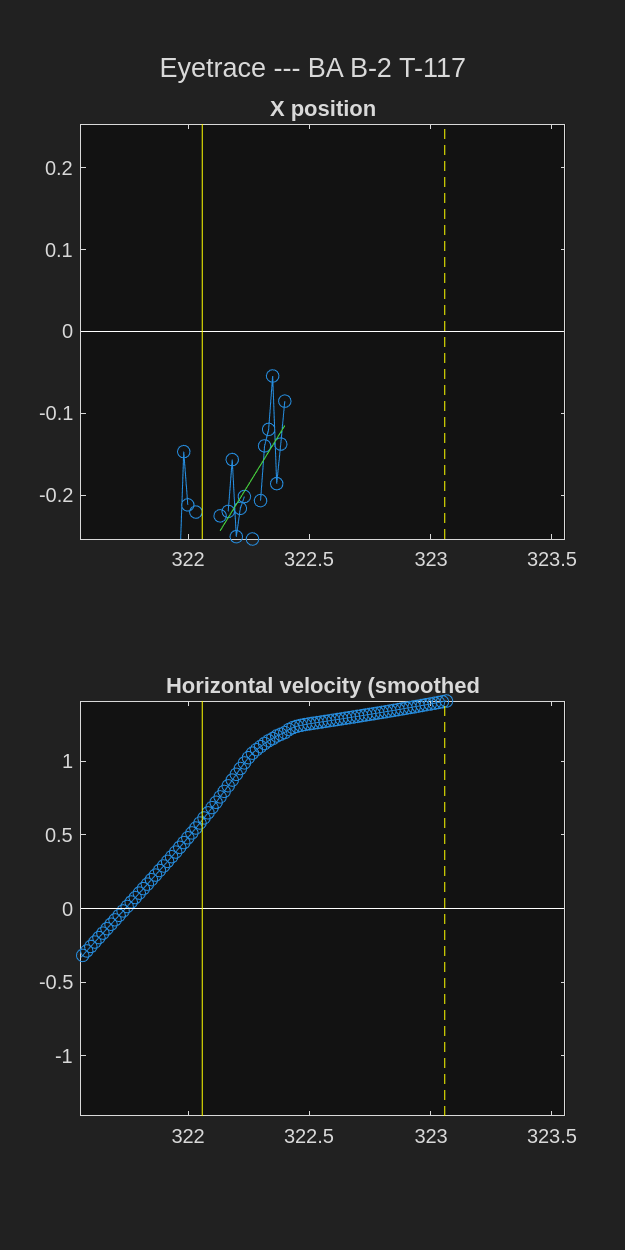 Eyetrace --- BA B-2 T-117
X position
0.2
0.1
0
-0.1
-0.2
322 322.5 323 323.5
Horizontal velocity (smoothed
1
0.5
0
-0.5
-1
322 322.5 323 323.5